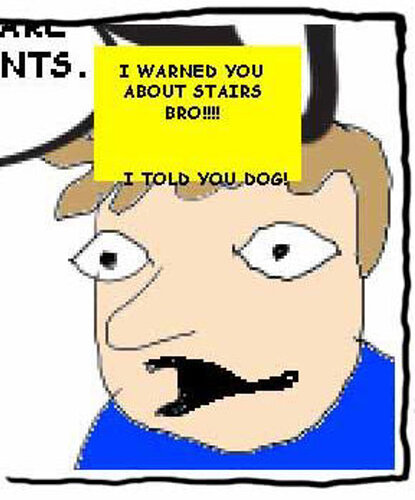 NTS.
I WARNED YOU
ABOUT STAIRS
BRO!!!!
I TOLD YOU DOG!